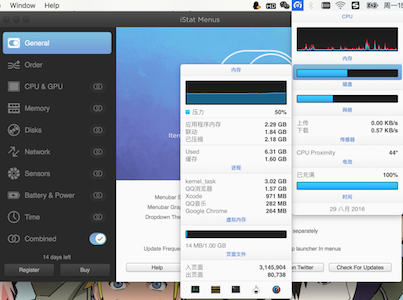 Window Help
周一15
iStat Menus
General
Order
CPU & GPU
Memory
Disks
Network
Sensors
Battery & Power
Time
Combined
14 days left
Register
Buy
Menubar
Menubar Gra
Dropdown The
Update Frequen
Help
separately
launcher in menus
n Twitter
Check For Updates
内存
压力 50%
应用程序内存 2.29 GB
联动 1.84 GB
已压缩 2.18 GB
Used 6.31 GB
缓存 1.60 GB
进程
kernel_task 3.02 GB
QQ浏览器 1.57 GB
Xcode 971 MB
QQ音乐 282 MB
Google Chrome 264 MB
虚拟内存
14 MB/1.00 GB
页面文件
入页面 3,145,904
出页面 80,738
CPU
内存
磁盘
网络
上传 0.00 KB/s
下载 0.57 KB/s
传感器
CPU Proximity 44°
电池
已充满 100%
时间
29 八月 2016